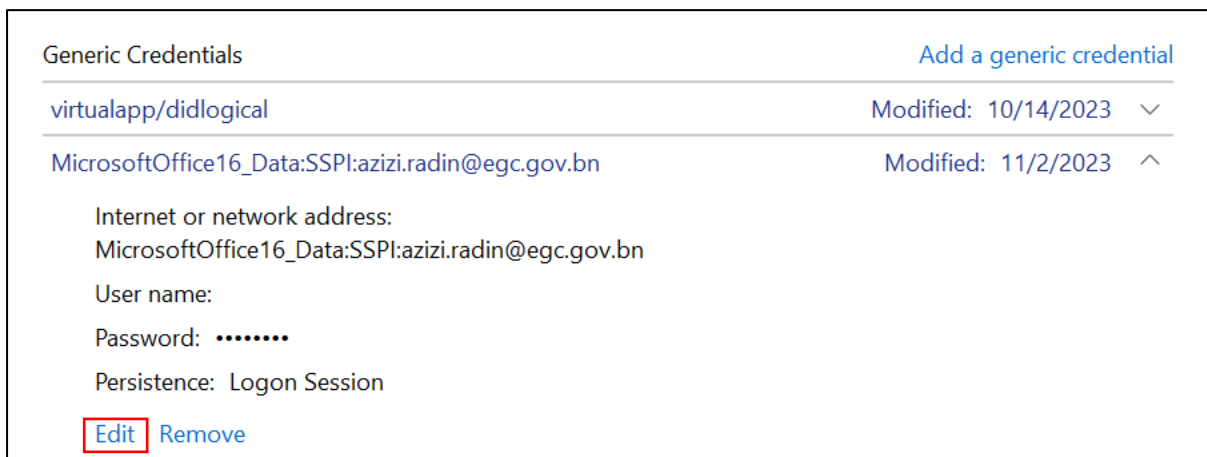 Generic Credentials Add a generic credential
virtualapp/didlogical Modified: 10/14/2023
MicrosoftOffice16_Data:SSPI:azizi.radin@egc.gov.bn Modified: 11/2/2023
Internet or network address:
MicrosoftOffice16_Data:SSPI:azizi.radin@egc.gov.bn
User name:
Password: ••••••••
Persistence: Logon Session
Edit Remove